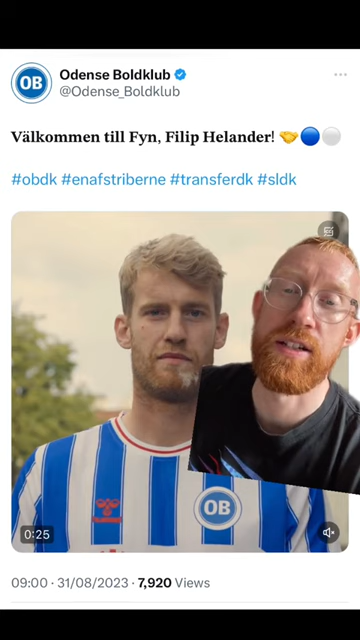 OB
Odense Boldklub
@Odense_Boldklub
Välkommen till Fyn, Filip Helander! 🤝🔵⚪
#obdk #enafstriberne #transferdk #sldk
OB
0:25
09:00 · 31/08/2023 · 7,920 Views